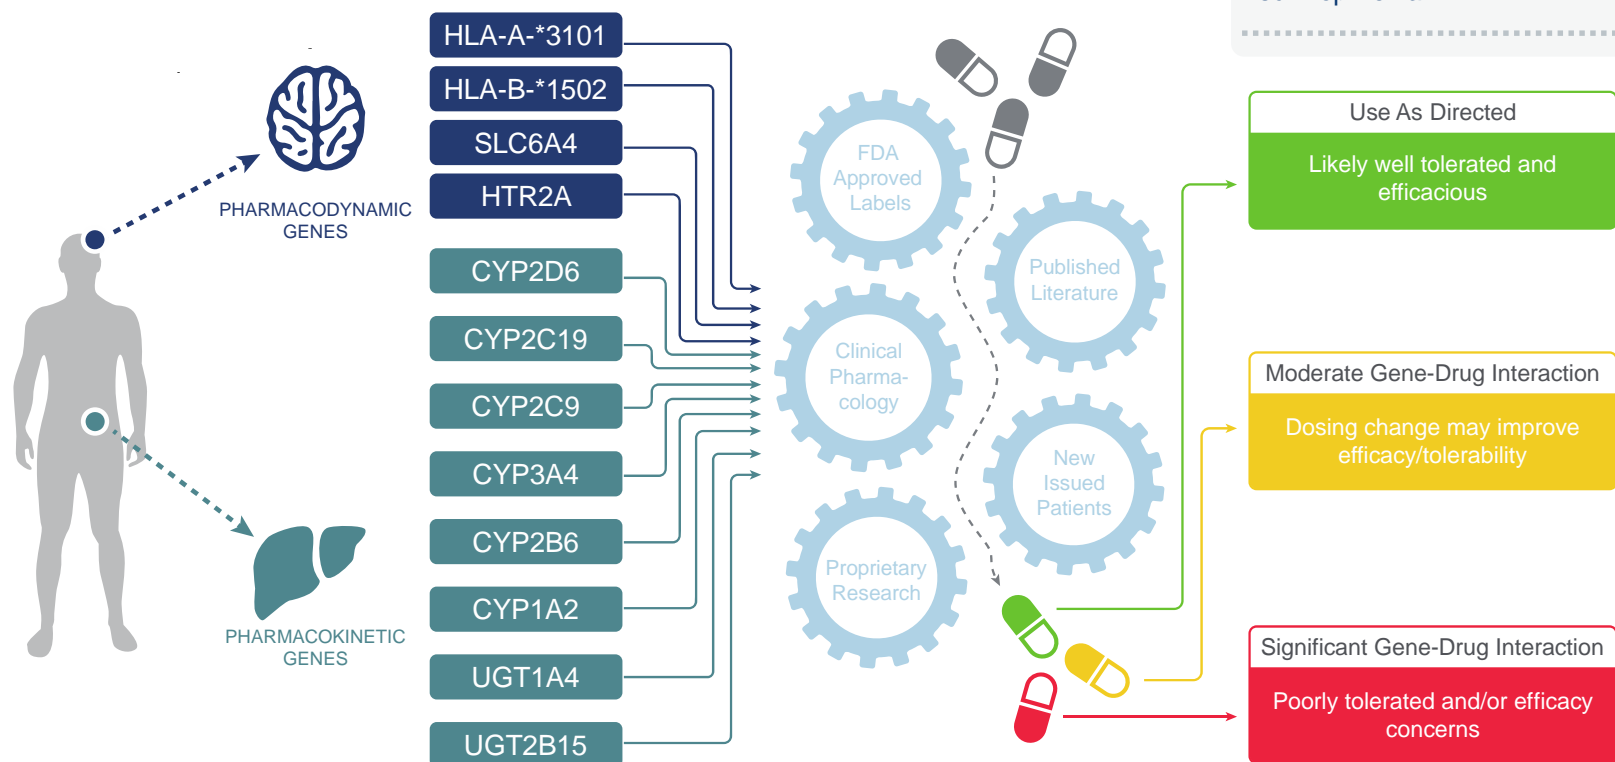 HLA-A-*3101
HLA-B-*1502
SLC6A4
HTR2A
PHARMACODYNAMIC
GENES
CYP2D6
CYP2C19
CYP2C9
CYP3A4
CYP2B6
CYP1A2
UGT1A4
UGT2B15
PHARMACOKINETIC
GENES
FDA
Approved
Labels
Published
Literature
Clinical
Pharma-
cology
New
Issued
Patients
Proprietary
Research
Use As Directed
Likely well tolerated and
efficacious
Moderate Gene-Drug Interaction
Dosing change may improve
efficacy/tolerability
Significant Gene-Drug Interaction
Poorly tolerated and/or efficacy
concerns